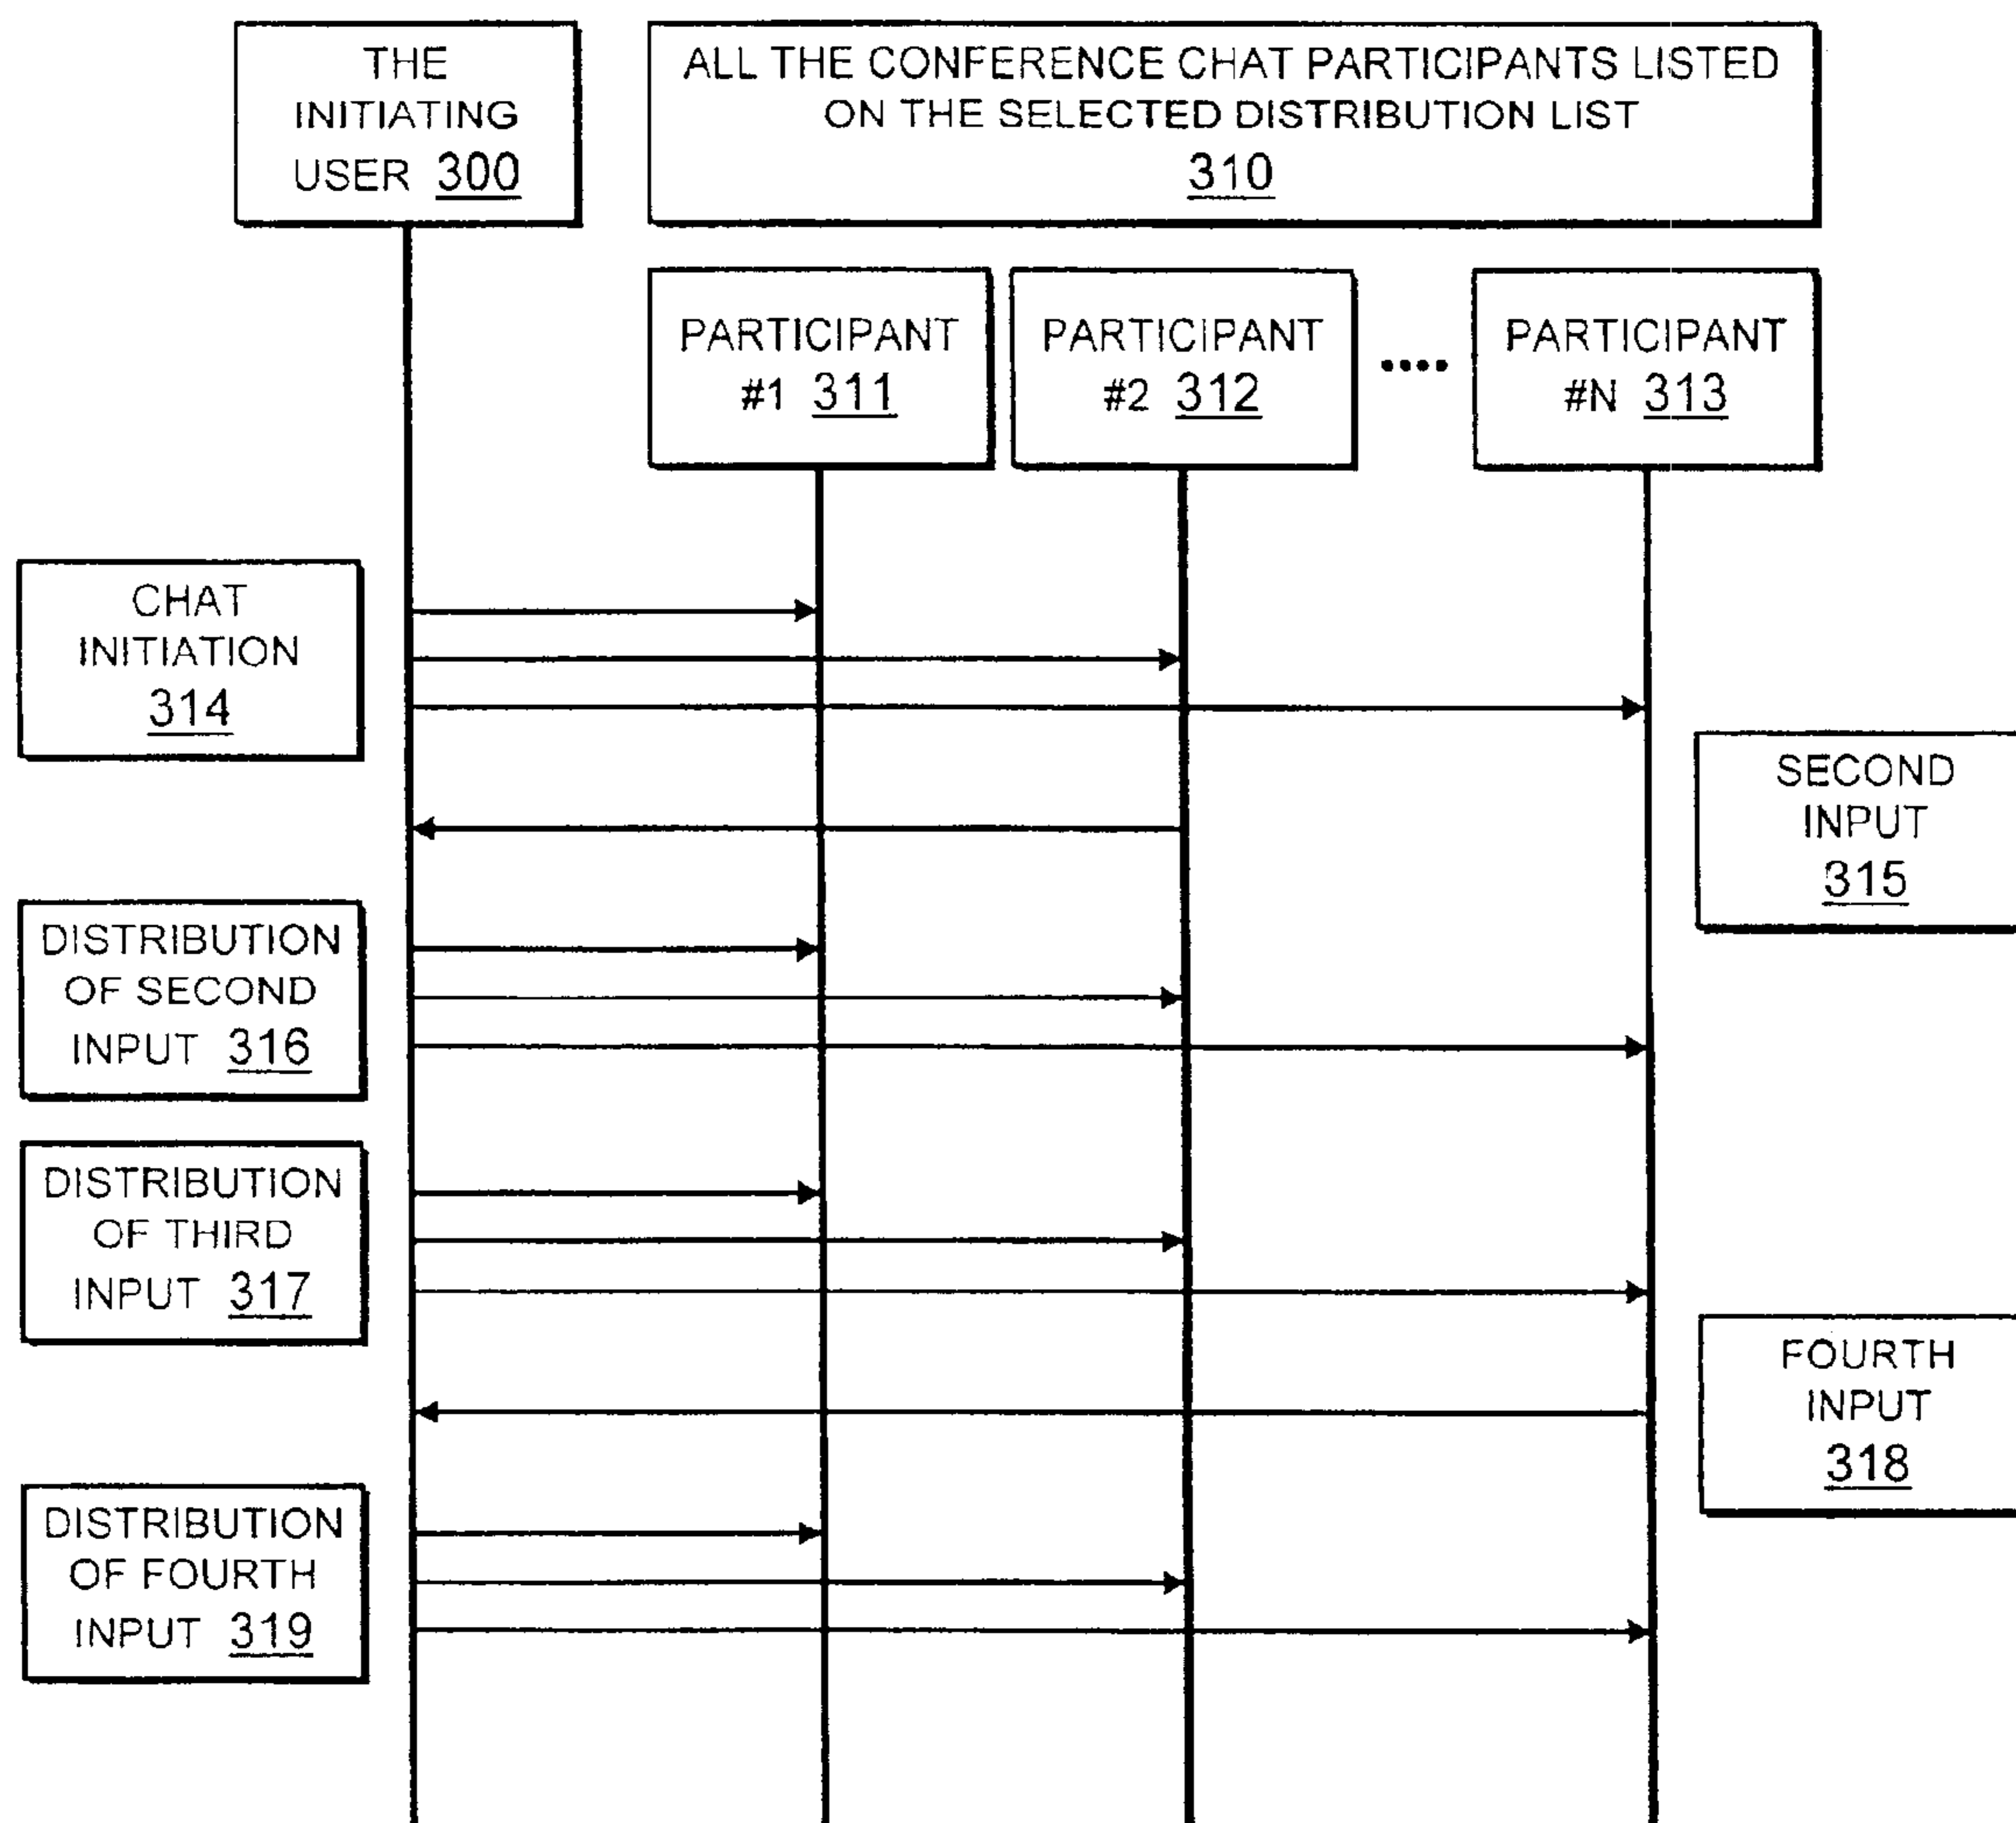 THE
INITIATING
USER 300
ALL THE CONFERENCE CHAT PARTICIPANTS LISTED
ON THE SELECTED DISTRIBUTION LIST
310
PARTICIPANT
#1 311
PARTICIPANT
#2 312
....
PARTICIPANT
#N 313
CHAT
INITIATION
314
SECOND
INPUT
315
DISTRIBUTION
OF SECOND
INPUT 316
DISTRIBUTION
OF THIRD
INPUT 317
FOURTH
INPUT
318
DISTRIBUTION
OF FOURTH
INPUT 319